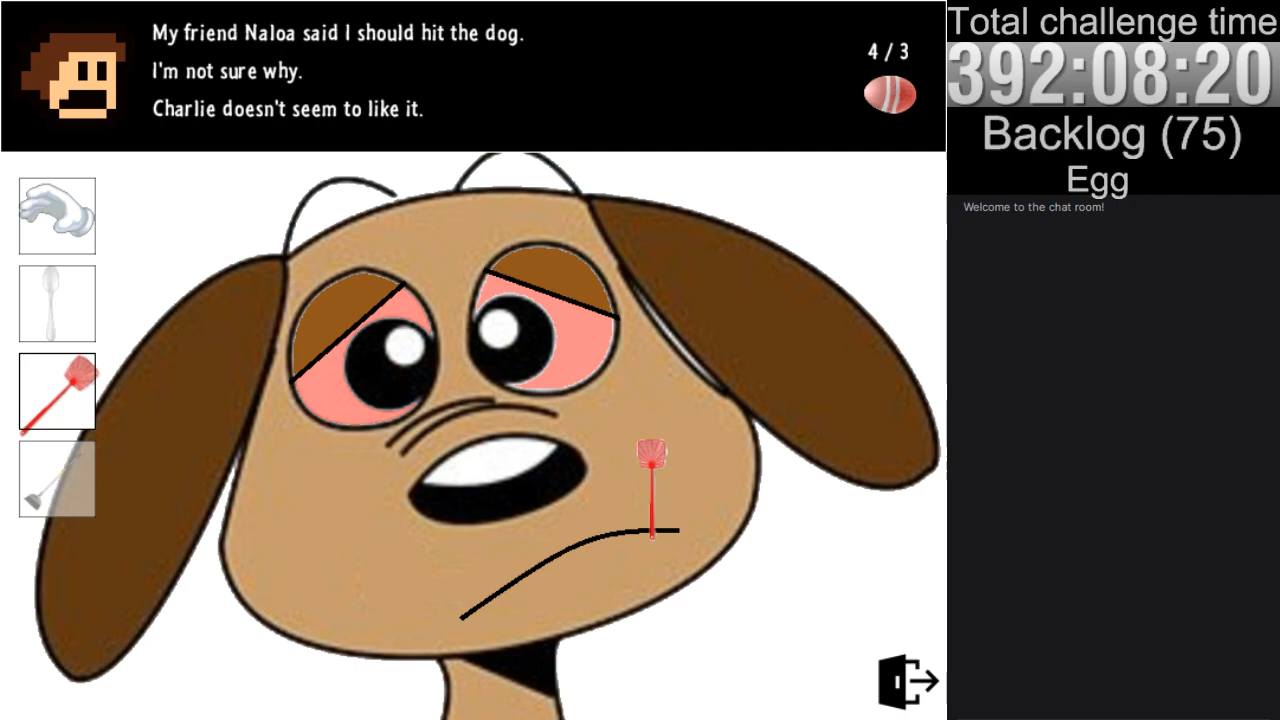 My friend Naloa said I should hit the dog.
I'm not sure why.
Charlie doesn't seem to like it.
4 / 3
Total challenge time
392:08:20
Backlog (75)
Egg
Welcome to the chat room!